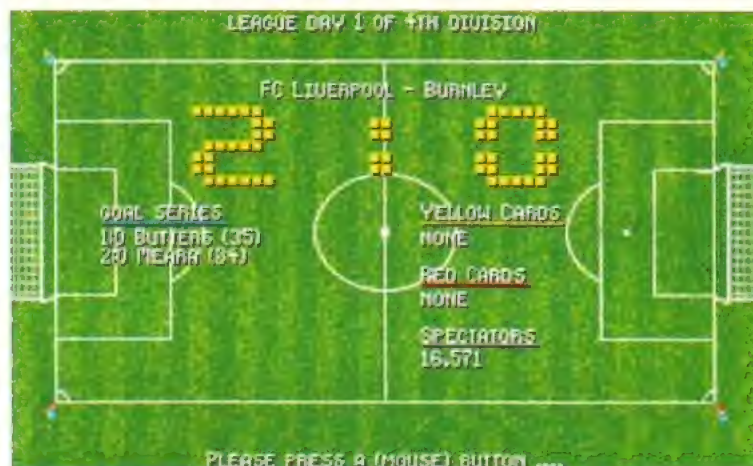 LEAGUE DAY 1 OF 4TH DIVISION
FC LIVERPOOL - BURNLEY
2 : 0
GOAL SERIES
1:0 BUTTERS (35)
2:0 MEARA (84)
YELLOW CARDS
NONE
RED CARDS
NONE
SPECTATORS
16.571
PLEASE PRESS A (MOUSE) BUTTON ....